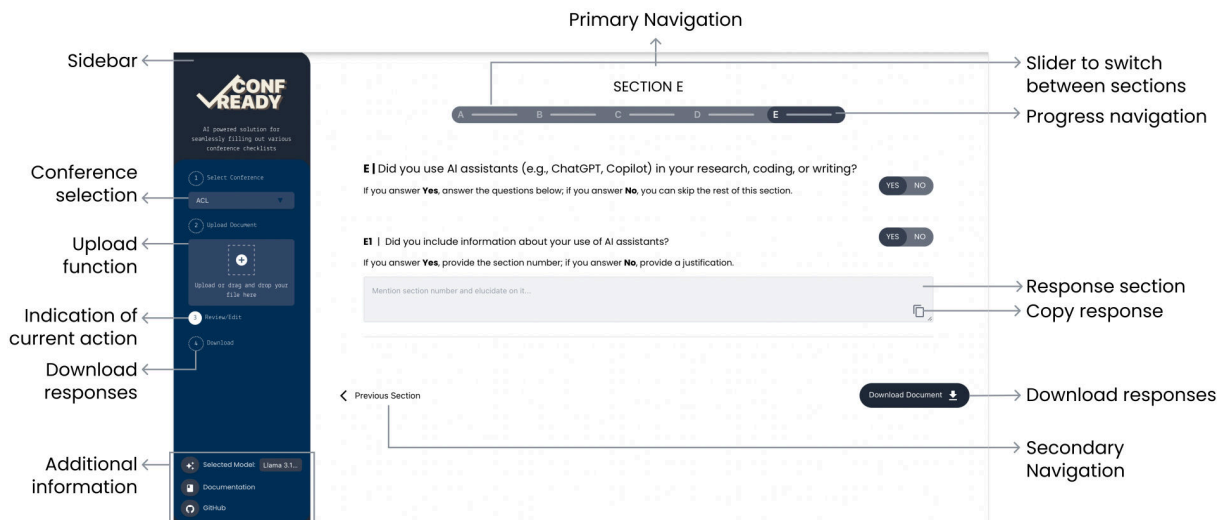 Primary Navigation
Sidebar
CONF
READY
AI powered solution for
seamlessly filling out various
conference checklists
Conference
selection
1 Select Conference
ACL
2 Upload Document
Upload
function
Upload or drag and drop your
file here
Indication of
current action
3 Review/Edit
4 Download
Download
responses
Additional
information
Selected Model: Llama 3.1...
Documentation
GitHub
SECTION E
A B C D E
E | Did you use AI assistants (e.g., ChatGPT, Copilot) in your research, coding, or writing?
If you answer Yes, answer the questions below; if you answer No, you can skip the rest of this section.
YES NO
E1 | Did you include information about your use of AI assistants?
YES NO
If you answer Yes, provide the section number; if you answer No, provide a justification.
Mention section number and elucidate on it...
Previous Section
Download Document
Slider to switch
between sections
Progress navigation
Response section
Copy response
Download responses
Secondary
Navigation